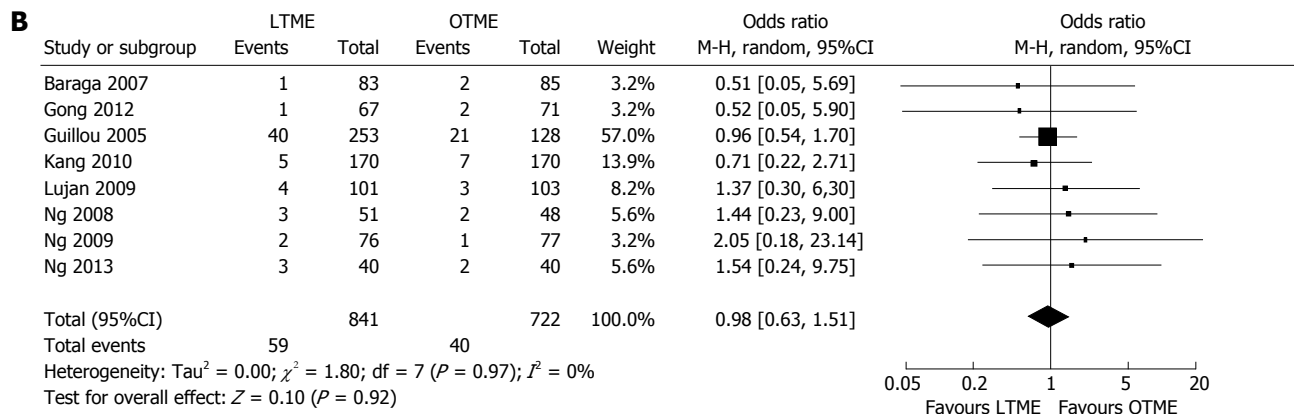 B
LTME OTME Odds ratio Odds ratio
Study or subgroup Events Total Events Total Weight M-H, random, 95%CI M-H, random, 95%CI
Baraga 2007 1 83 2 85 3.2% 0.51 [0.05, 5.69]
Gong 2012 1 67 2 71 3.2% 0.52 [0.05, 5.90]
Guillou 2005 40 253 21 128 57.0% 0.96 [0.54, 1.70]
Kang 2010 5 170 7 170 13.9% 0.71 [0.22, 2.71]
Lujan 2009 4 101 3 103 8.2% 1.37 [0.30, 6,30]
Ng 2008 3 51 2 48 5.6% 1.44 [0.23, 9.00]
Ng 2009 2 76 1 77 3.2% 2.05 [0.18, 23.14]
Ng 2013 3 40 2 40 5.6% 1.54 [0.24, 9.75]
Total (95%CI) 841 722 100.0% 0.98 [0.63, 1.51]
Total events 59 40
Heterogeneity: Tau² = 0.00; χ² = 1.80; df = 7 (P = 0.97); I² = 0%
Test for overall effect: Z = 0.10 (P = 0.92)
0.05 0.2 1 5 20
Favours LTME Favours OTME